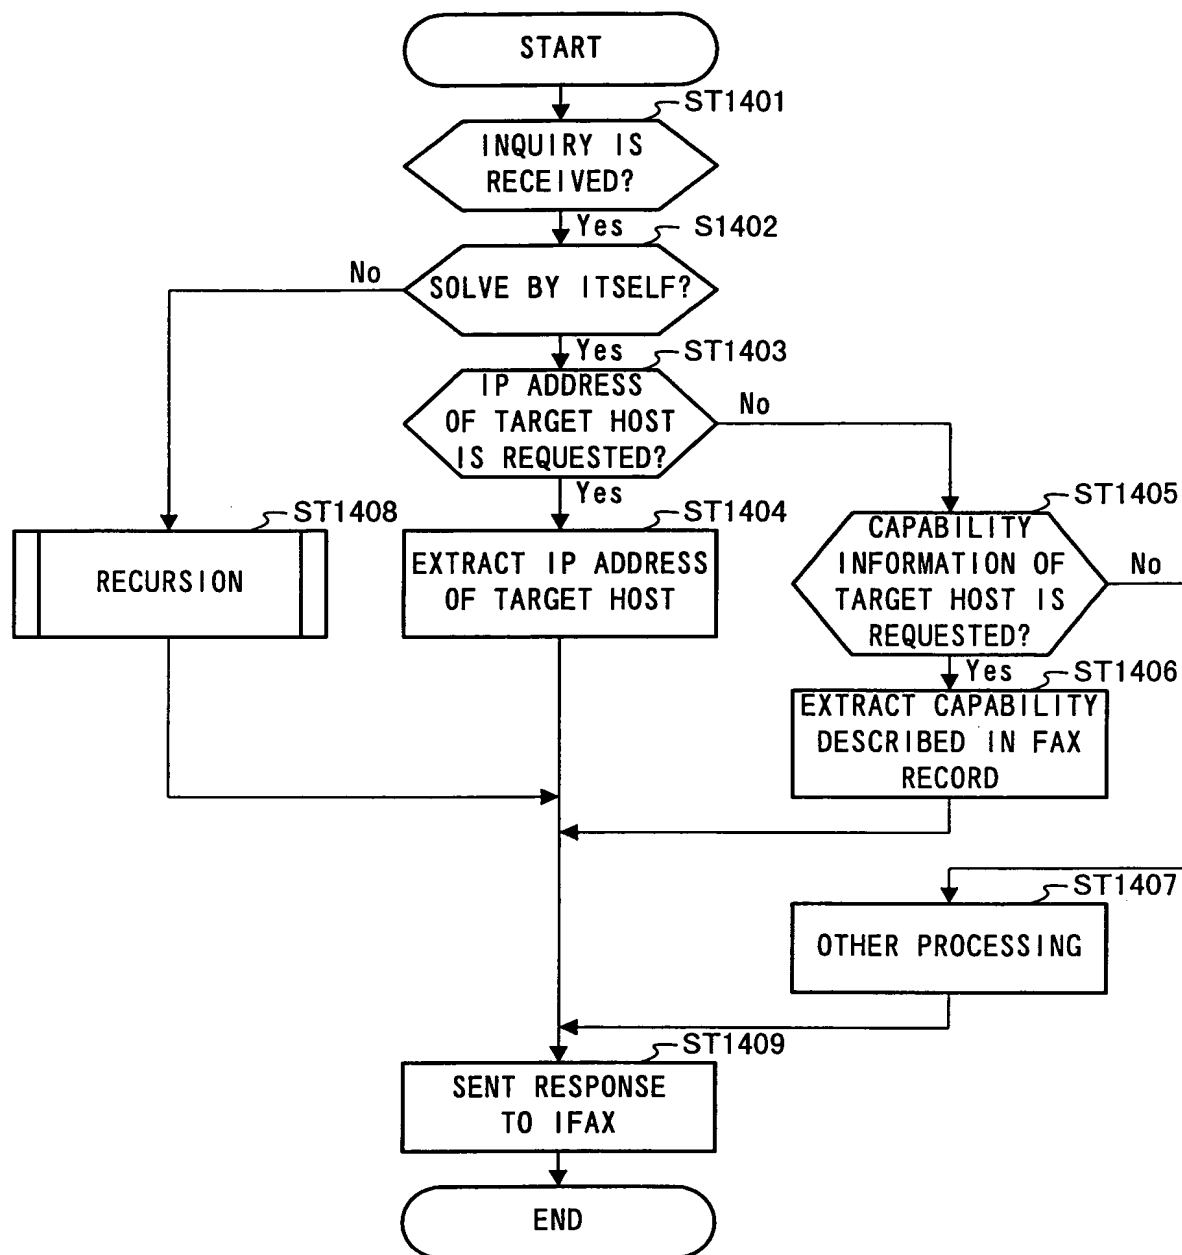 START
ST1401
INQUIRY IS
RECEIVED?
Yes
S1402
No
SOLVE BY ITSELF?
Yes
ST1403
IP ADDRESS
OF TARGET HOST
IS REQUESTED?
No
Yes
ST1408
ST1404
ST1405
RECURSION
EXTRACT IP ADDRESS
OF TARGET HOST
CAPABILITY
INFORMATION OF
TARGET HOST IS
REQUESTED?
No
Yes
ST1406
EXTRACT CAPABILITY
DESCRIBED IN FAX
RECORD
ST1407
OTHER PROCESSING
ST1409
SENT RESPONSE
TO IFAX
END